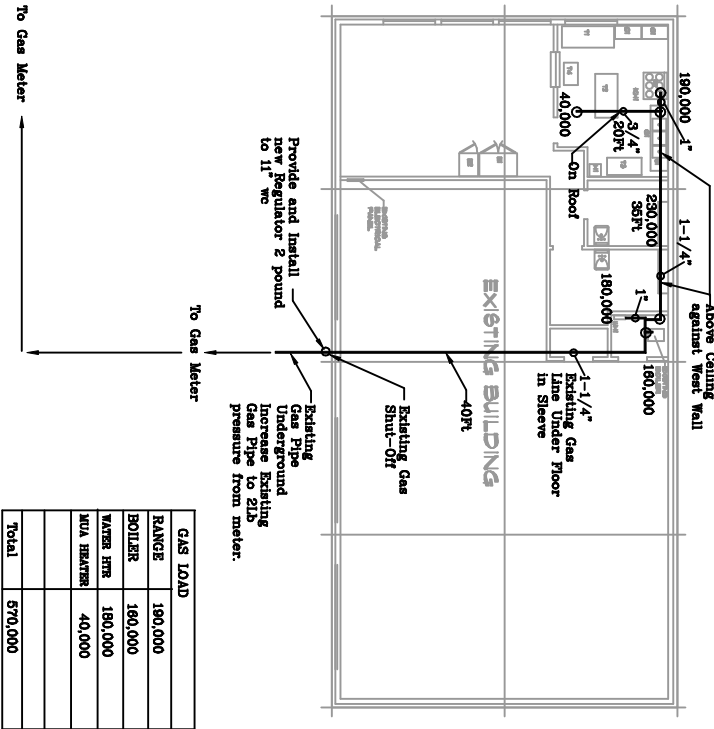 190,000
1"
Above Ceiling
against West Wall
1-1/4"
3/4"
20Ft
40,000
On Roof
230,000
35Ft
1"
180,000
160,000
EXISTING BUILDING
1-1/4"
Existing Gas
Line Under Floor
in Sleeve
40Ft
EXISTING
ELECTRICAL
PANEL
Provide and Install
new Regulator 2 pound
to 11" wc
Existing Gas
Shut-Off
Existing
Gas Pipe
Underground
Increase Existing
Gas Pipe to 2Lb
pressure from meter.
To Gas Meter
To Gas Meter
GAS LOAD
RANGE 190,000
BOILER 160,000
WATER HTR 180,000
MUA HEATER 40,000
Total 570,000